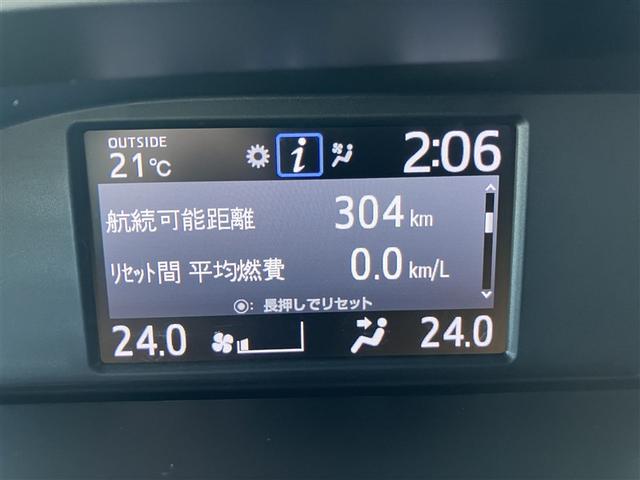 OUTSIDE
21℃ i 2:06
航続可能距離 304 km
リセット間 平均燃費 0.0 km/L
◉: 長押しでリセット
24.0 24.0